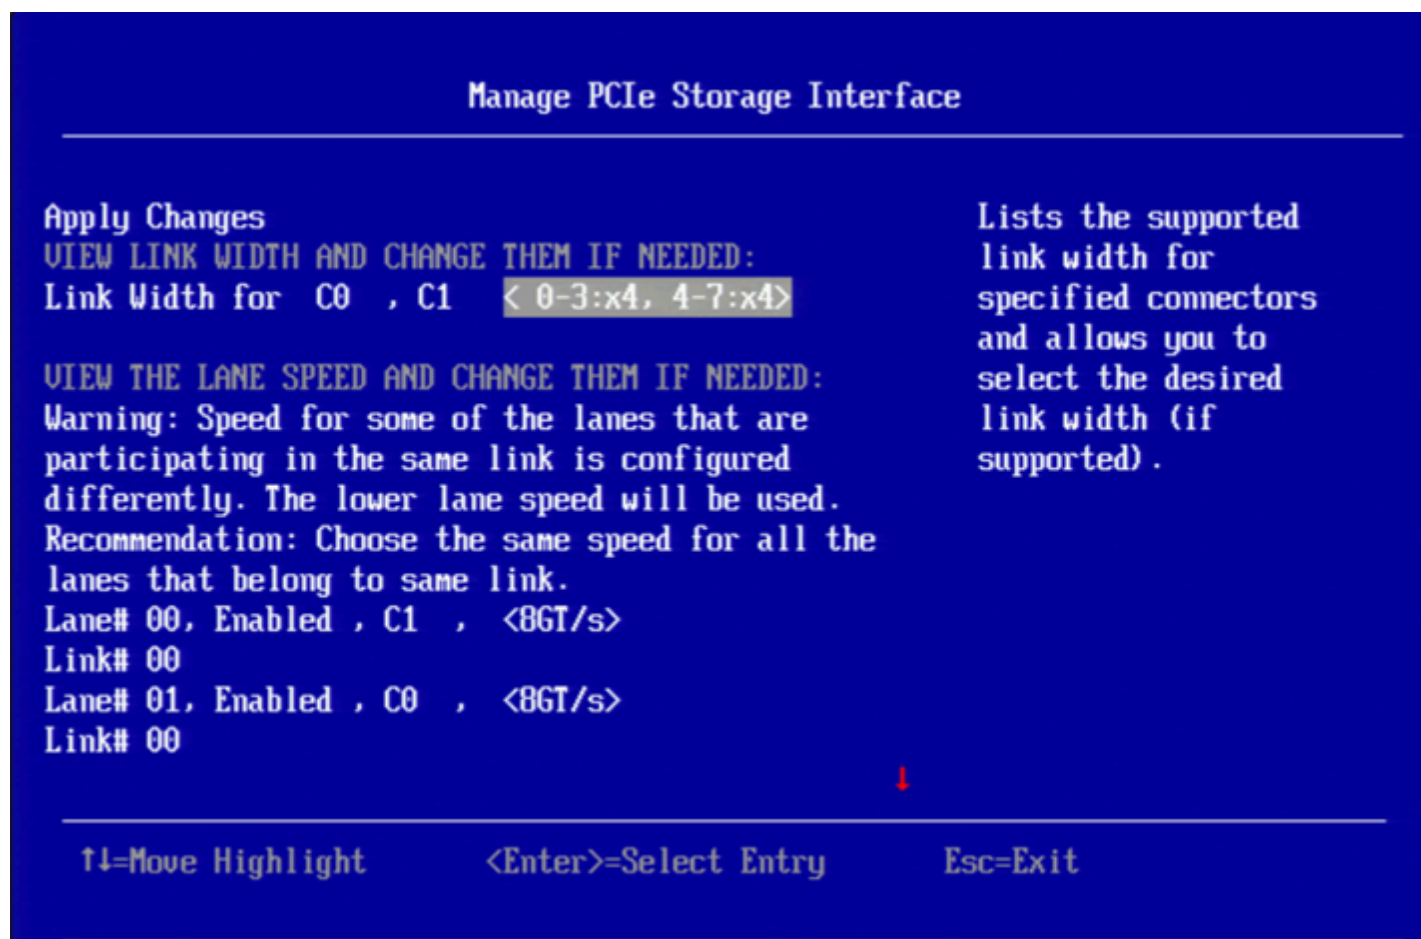 Manage PCIe Storage Interface
Apply Changes
VIEW LINK WIDTH AND CHANGE THEM IF NEEDED:
Link Width for  C0  , C1  < 0-3:x4, 4-7:x4>
VIEW THE LANE SPEED AND CHANGE THEM IF NEEDED:
Warning: Speed for some of the lanes that are
participating in the same link is configured
differently. The lower lane speed will be used.
Recommendation: Choose the same speed for all the
lanes that belong to same link.
Lane# 00, Enabled , C1  ,  <8GT/s>
Link# 00
Lane# 01, Enabled , C0  ,  <8GT/s>
Link# 00
Lists the supported
link width for
specified connectors
and allows you to
select the desired
link width (if
supported).
↓
↑↓=Move Highlight  <Enter>=Select Entry  Esc=Exit